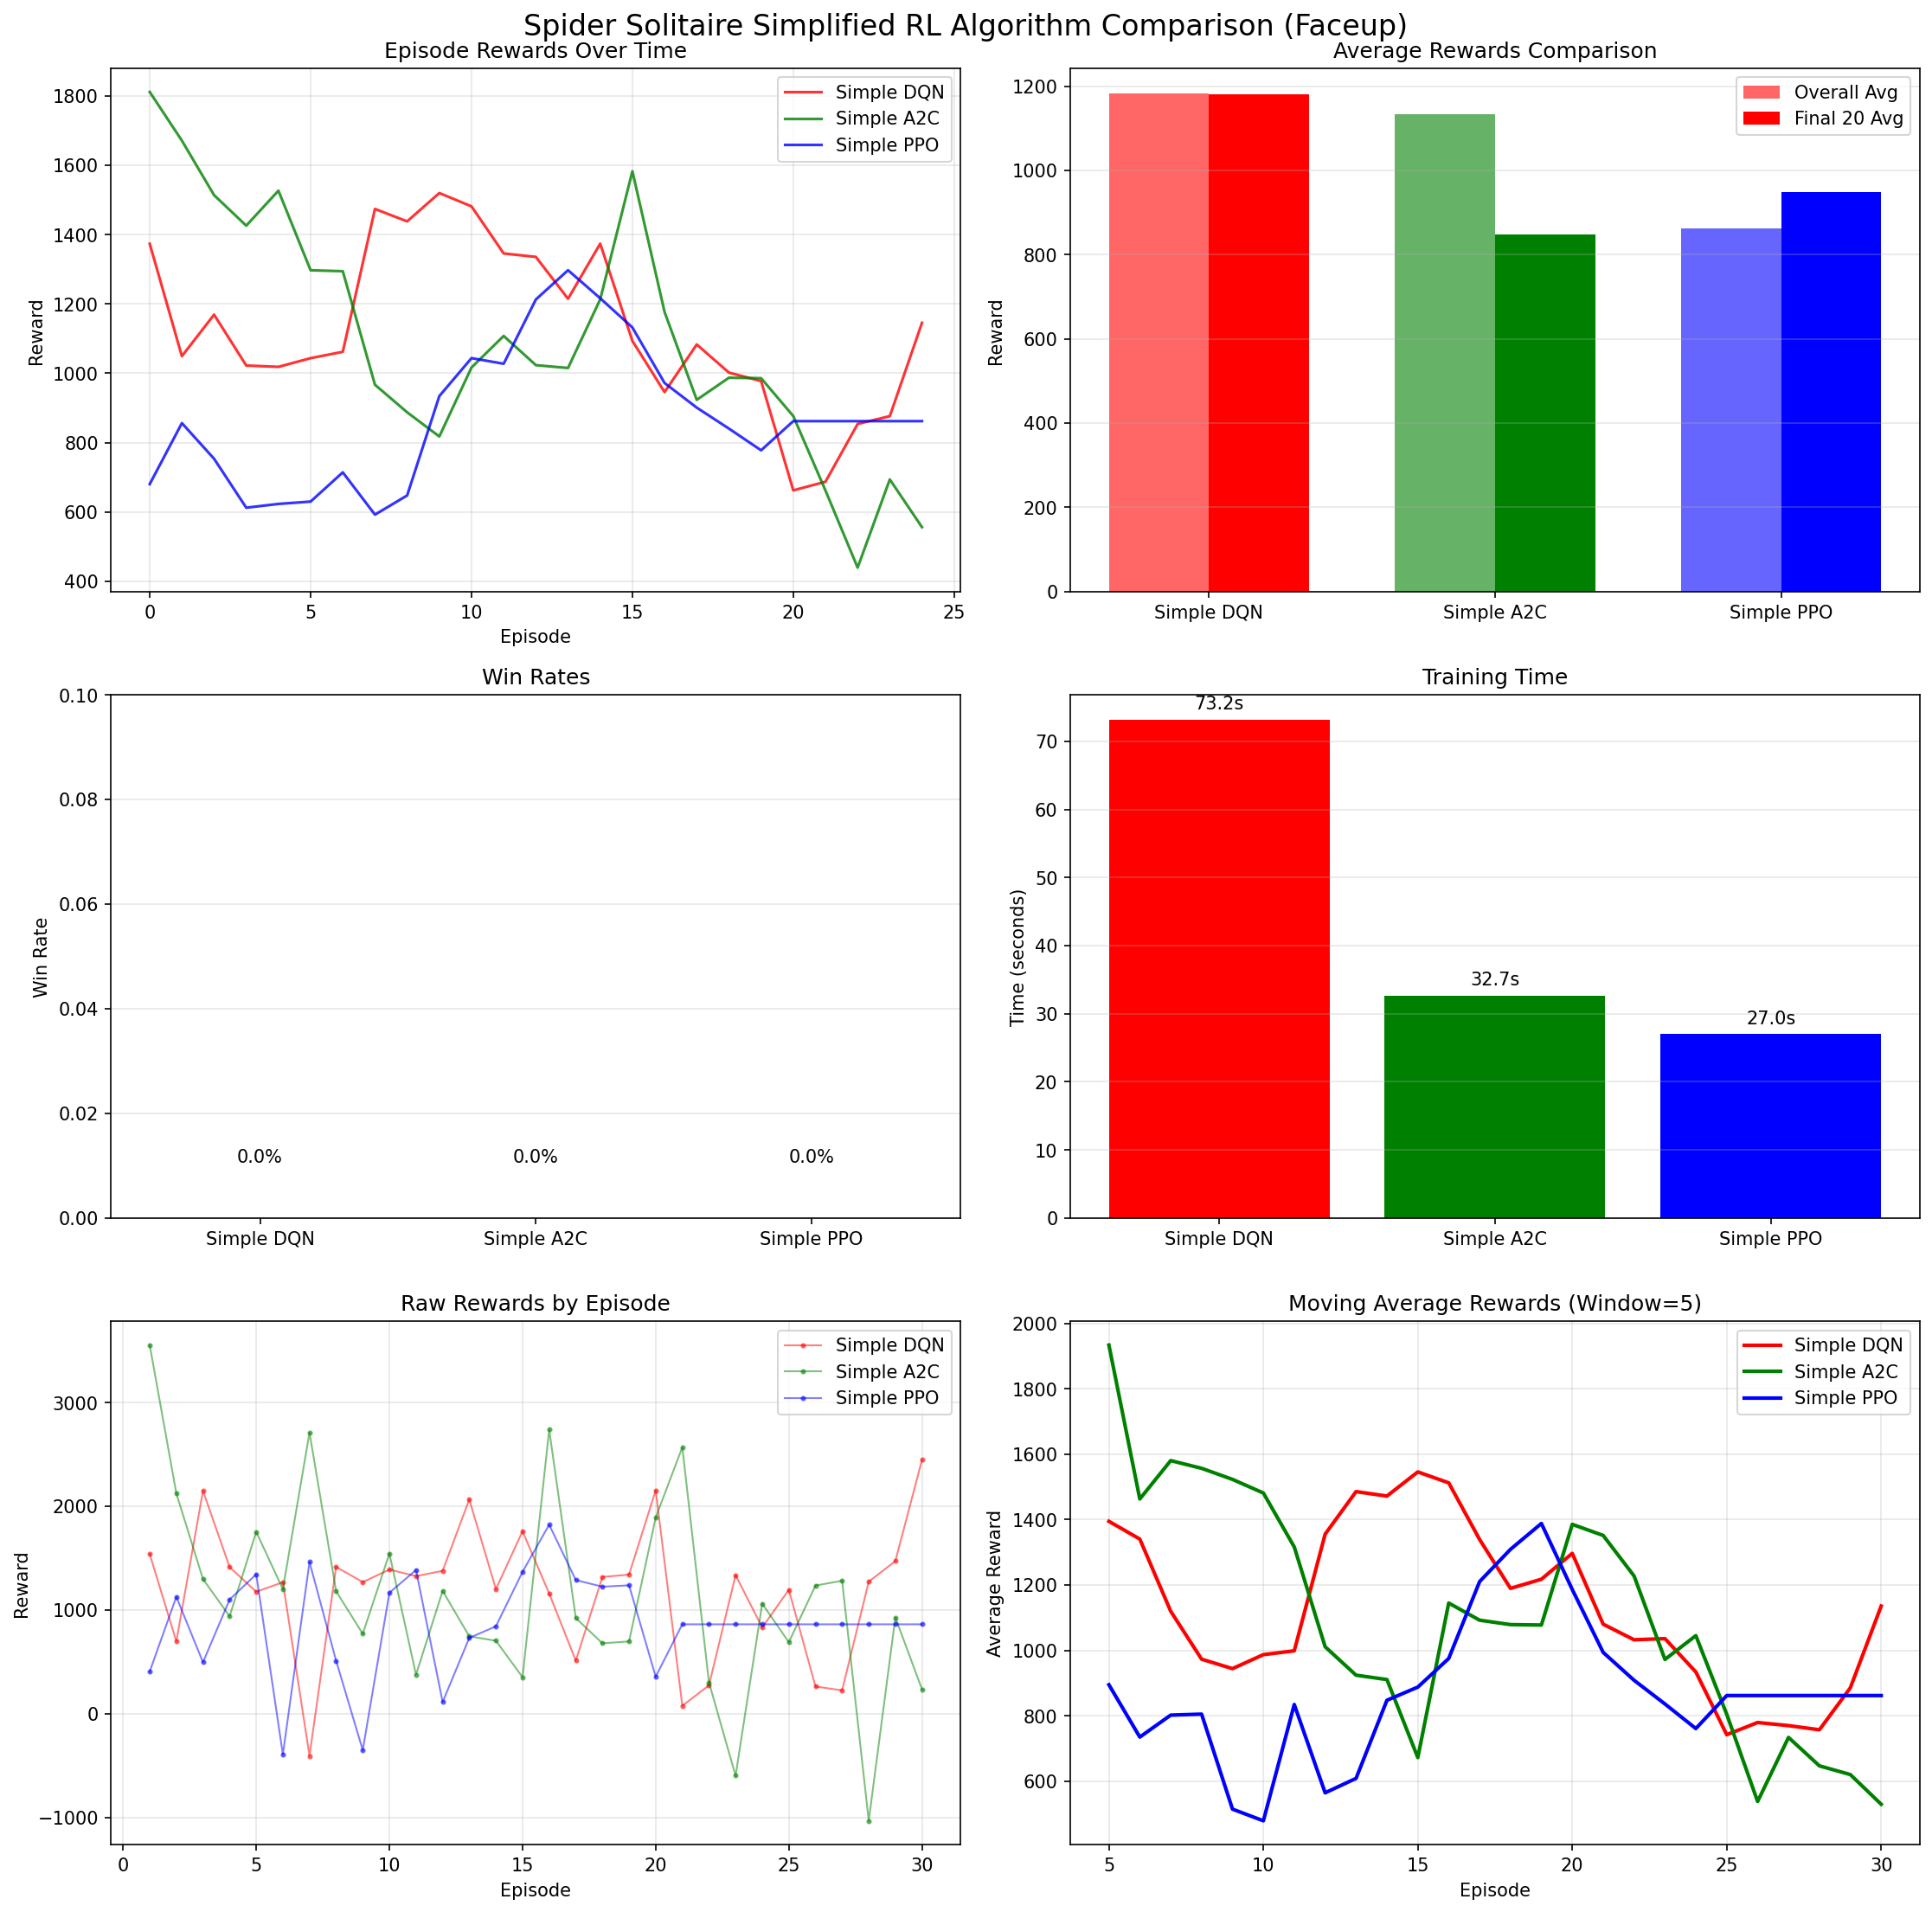 Spider Solitaire Simplified RL Algorithm Comparison (Faceup)
Episode Rewards Over Time
Reward
1800
1600
1400
1200
1000
800
600
400
0 5 10 15 20 25
Episode
Simple DQN
Simple A2C
Simple PPO
Average Rewards Comparison
Reward
1200
1000
800
600
400
200
0
Simple DQN Simple A2C Simple PPO
Overall Avg
Final 20 Avg
Win Rates
Win Rate
0.10
0.08
0.06
0.04
0.02
0.00
0.0% 0.0% 0.0%
Simple DQN Simple A2C Simple PPO
Training Time
Time (seconds)
70
60
50
40
30
20
10
0
73.2s
32.7s
27.0s
Simple DQN Simple A2C Simple PPO
Raw Rewards by Episode
Reward
3000
2000
1000
0
−1000
0 5 10 15 20 25 30
Episode
Simple DQN
Simple A2C
Simple PPO
Moving Average Rewards (Window=5)
Average Reward
2000
1800
1600
1400
1200
1000
800
600
5 10 15 20 25 30
Episode
Simple DQN
Simple A2C
Simple PPO